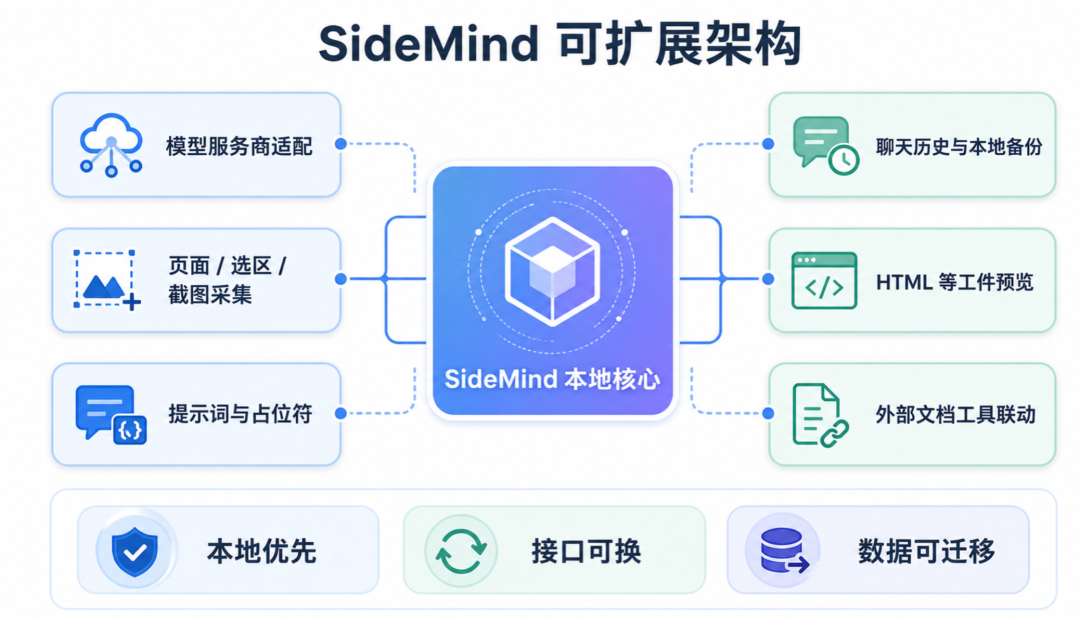 SideMind 可扩展架构
模型服务商适配
页面 / 选区 /
截图采集
提示词与占位符
{}
SideMind 本地核心
聊天历史与本地备份
</>
HTML 等工件预览
外部文档工具联动
本地优先
接口可换
数据可迁移